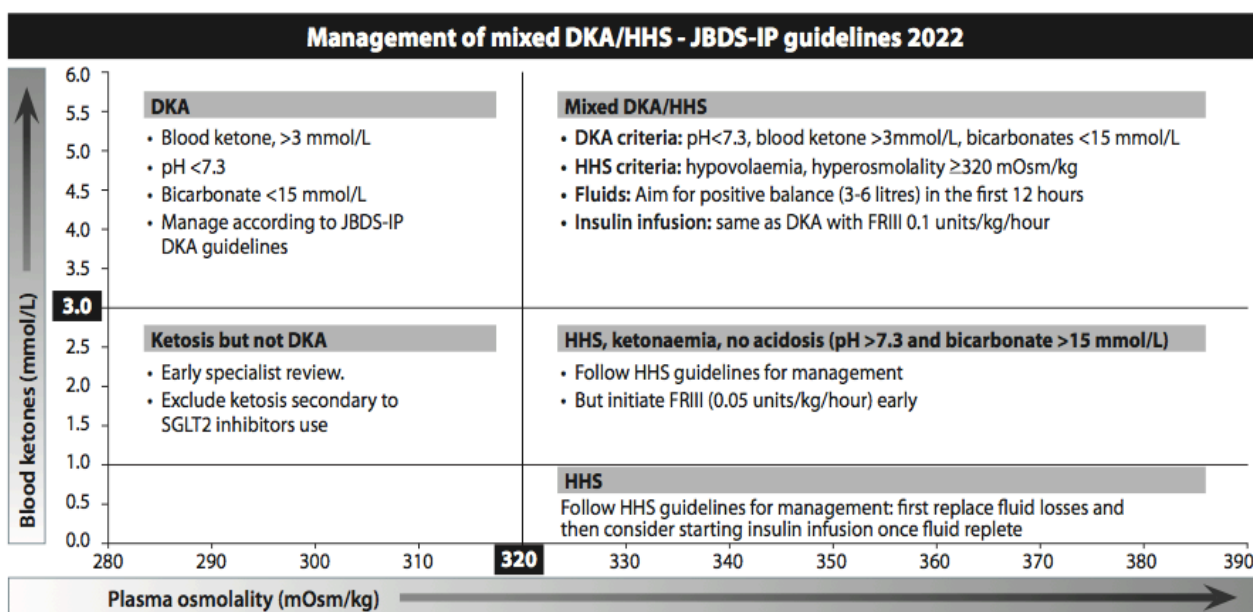 Management of mixed DKA/HHS - JBDS-IP guidelines 2022
Blood ketones (mmol/L)
6.0
5.5
5.0
4.5
4.0
3.5
3.0
2.5
2.0
1.5
1.0
0.5
0.0
DKA
• Blood ketone, >3 mmol/L
• pH <7.3
• Bicarbonate <15 mmol/L
• Manage according to JBDS-IP
DKA guidelines
Mixed DKA/HHS
• DKA criteria: pH<7.3, blood ketone >3mmol/L, bicarbonates <15 mmol/L
• HHS criteria: hypovolaemia, hyperosmolality ≥320 mOsm/kg
• Fluids: Aim for positive balance (3-6 litres) in the first 12 hours
• Insulin infusion: same as DKA with FRIII 0.1 units/kg/hour
Ketosis but not DKA
• Early specialist review.
• Exclude ketosis secondary to
SGLT2 inhibitors use
HHS, ketonaemia, no acidosis (pH >7.3 and bicarbonate >15 mmol/L)
• Follow HHS guidelines for management
• But initiate FRIII (0.05 units/kg/hour) early
HHS
Follow HHS guidelines for management: first replace fluid losses and
then consider starting insulin infusion once fluid replete
280 290 300 310 320 330 340 350 360 370 380 390
Plasma osmolality (mOsm/kg)